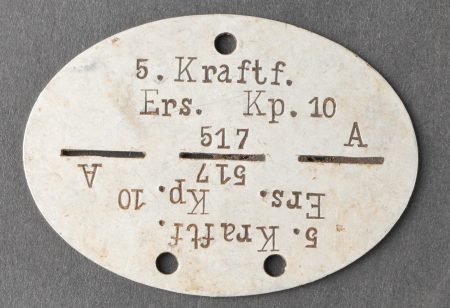 5. Kraftf.
Ers. Kp. 10
517 A
5. Kraftf.
Ers. Kp. 10
517 A